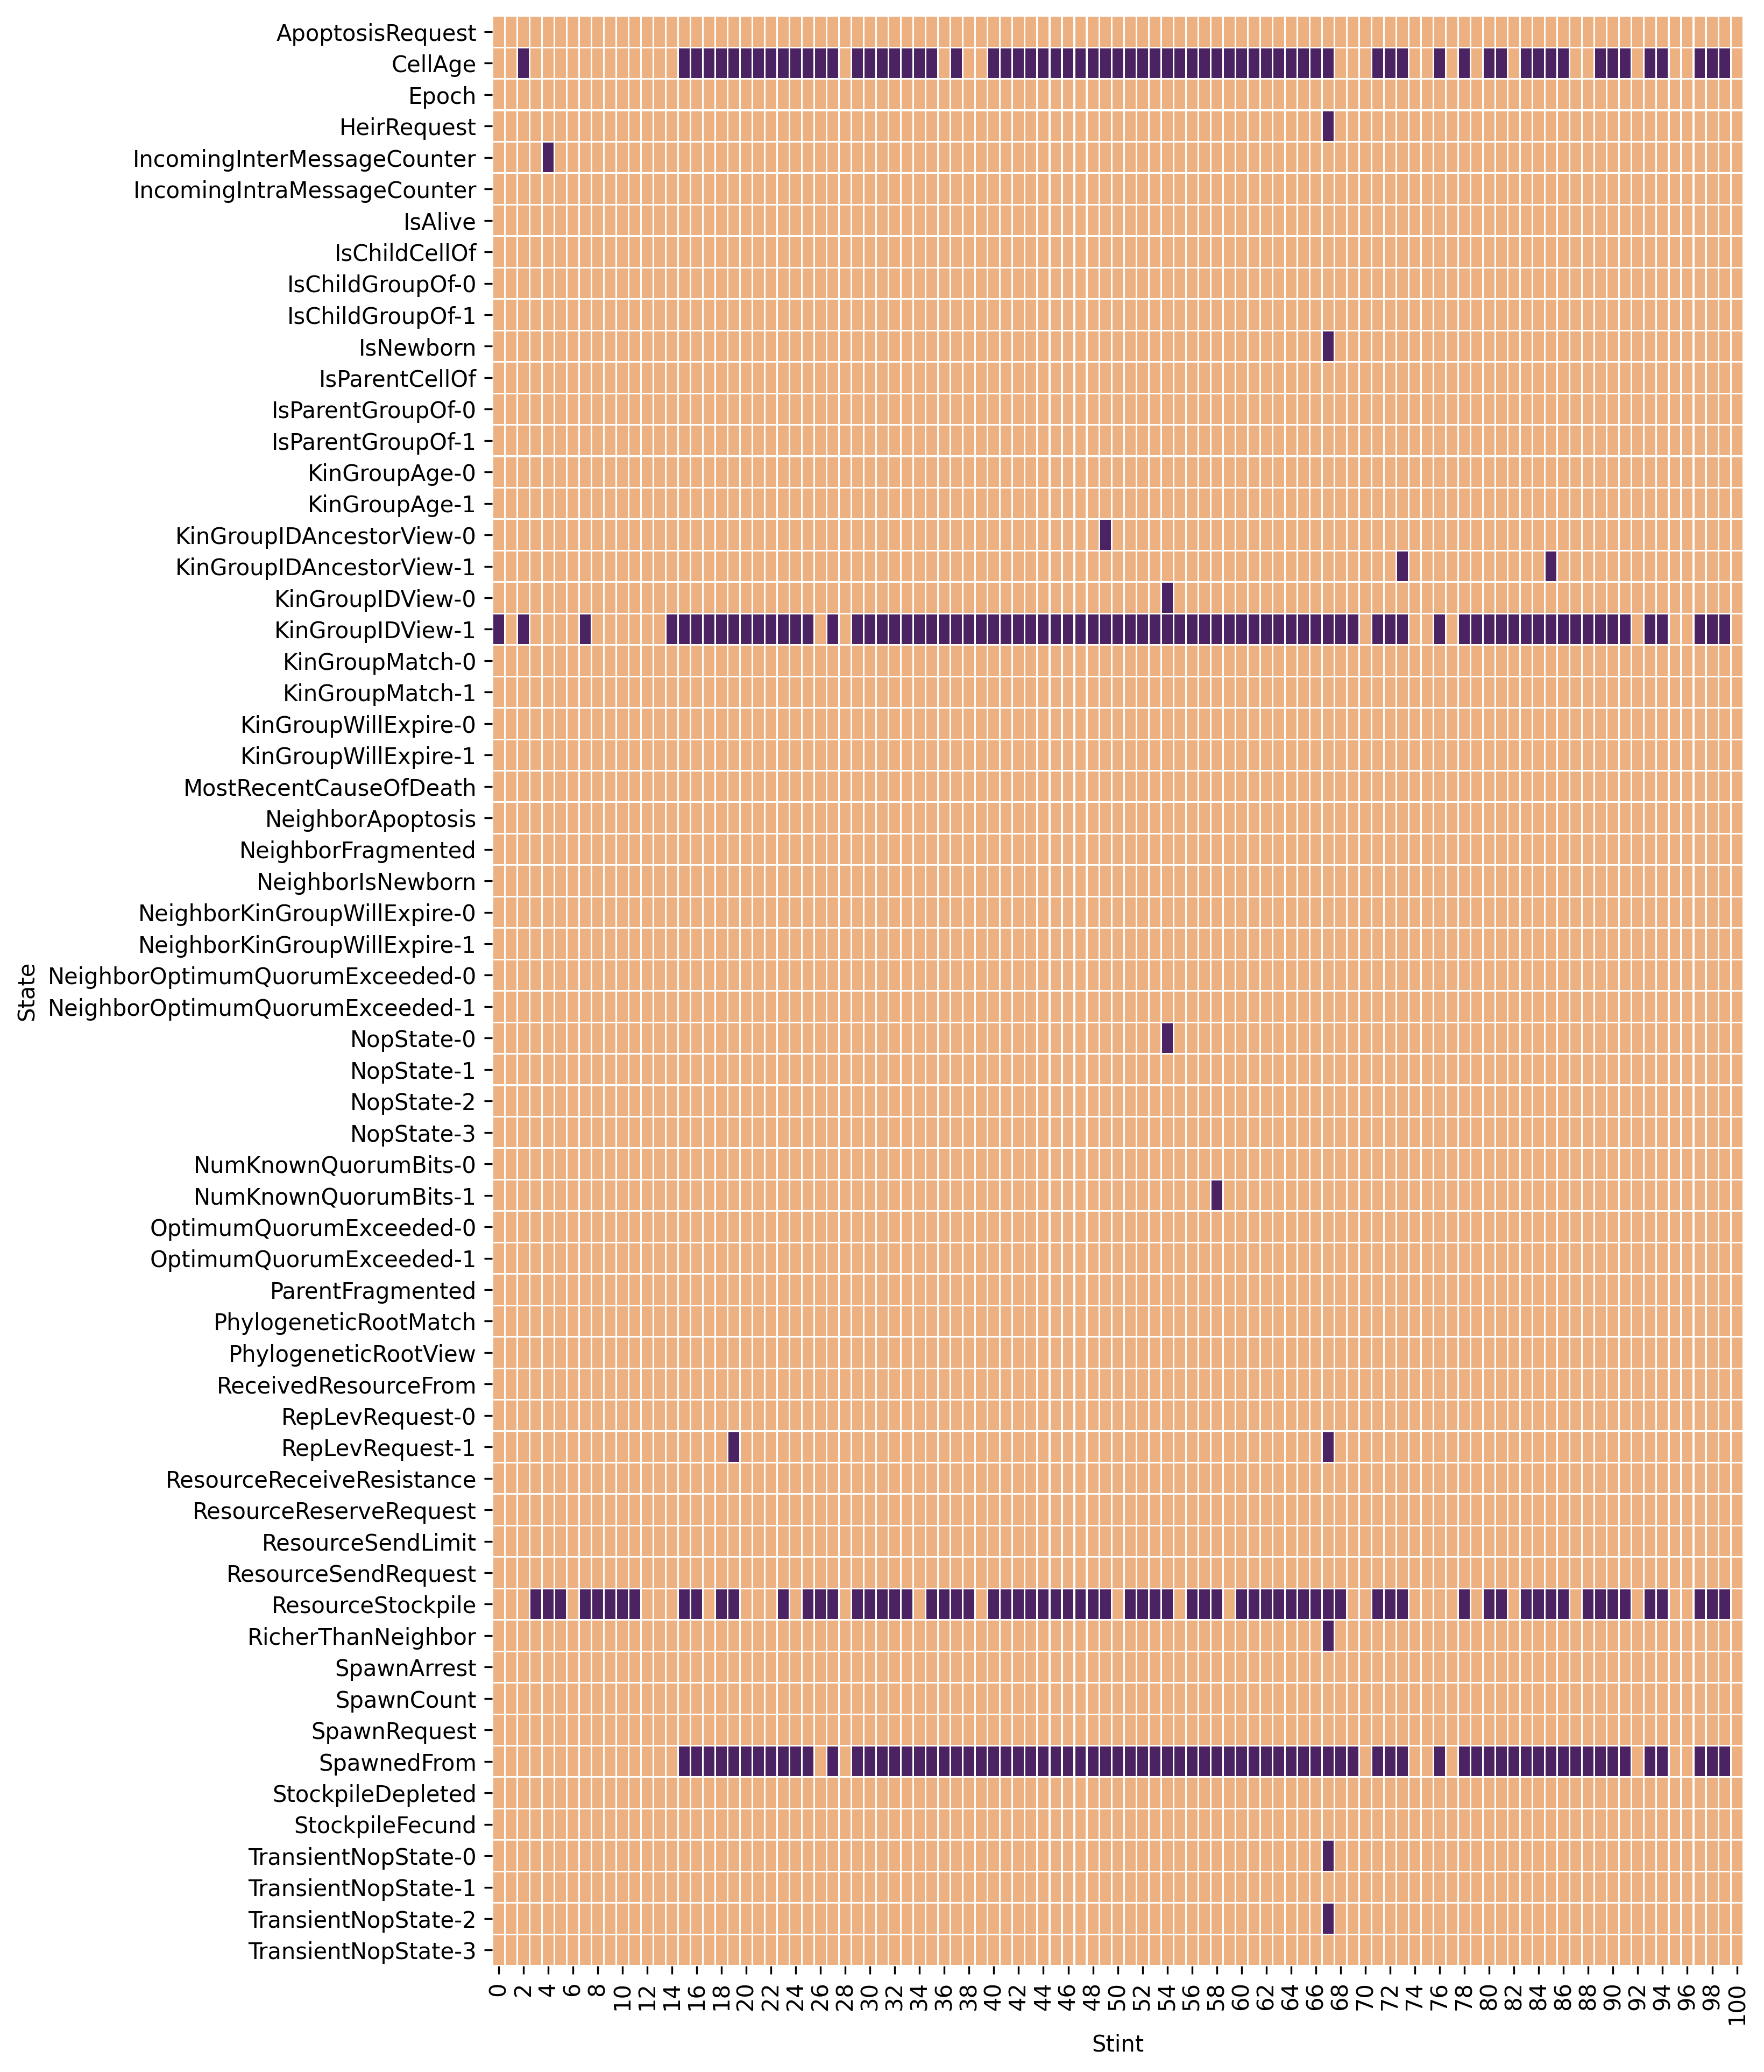 ApoptosisRequest
CellAge
Epoch
HeirRequest
IncomingInterMessageCounter
IncomingIntraMessageCounter
IsAlive
IsChildCellOf
IsChildGroupOf-0
IsChildGroupOf-1
IsNewborn
IsParentCellOf
IsParentGroupOf-0
IsParentGroupOf-1
KinGroupAge-0
KinGroupAge-1
KinGroupIDAncestorView-0
KinGroupIDAncestorView-1
KinGroupIDView-0
KinGroupIDView-1
KinGroupMatch-0
KinGroupMatch-1
KinGroupWillExpire-0
KinGroupWillExpire-1
MostRecentCauseOfDeath
NeighborApoptosis
NeighborFragmented
NeighborIsNewborn
NeighborKinGroupWillExpire-0
NeighborKinGroupWillExpire-1
NeighborOptimumQuorumExceeded-0
NeighborOptimumQuorumExceeded-1
NopState-0
NopState-1
NopState-2
NopState-3
NumKnownQuorumBits-0
NumKnownQuorumBits-1
OptimumQuorumExceeded-0
OptimumQuorumExceeded-1
ParentFragmented
PhylogeneticRootMatch
PhylogeneticRootView
ReceivedResourceFrom
RepLevRequest-0
RepLevRequest-1
ResourceReceiveResistance
ResourceReserveRequest
ResourceSendLimit
ResourceSendRequest
ResourceStockpile
RicherThanNeighbor
SpawnArrest
SpawnCount
SpawnRequest
SpawnedFrom
StockpileDepleted
StockpileFecund
TransientNopState-0
TransientNopState-1
TransientNopState-2
TransientNopState-3
State
0 2 4 6 8 10 12 14 16 18 20 22 24 26 28 30 32 34 36 38 40 42 44 46 48 50 52 54 56 58 60 62 64 66 68 70 72 74 76 78 80 82 84 86 88 90 92 94 96 98 100
Stint